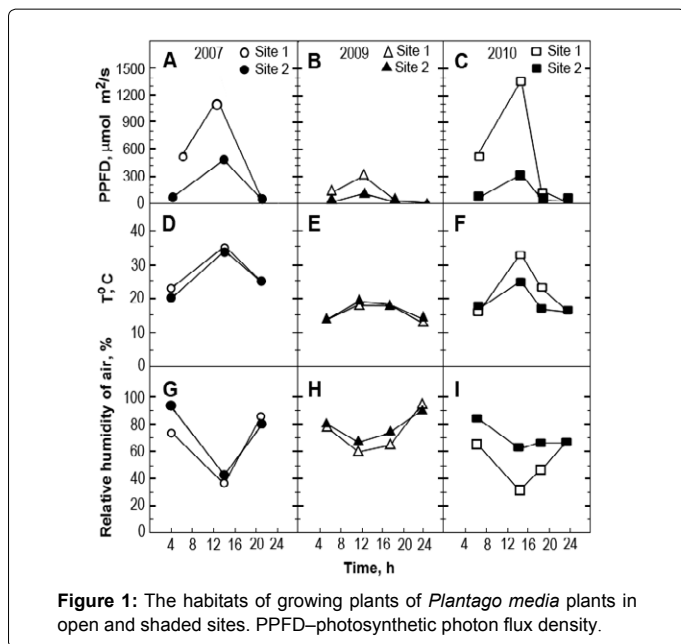 2007
Site 1
Site 2
2009
Site 1
Site 2
2010
Site 1
Site 2
A
B
C
PPFD, µmol m²/s
1500
1200
900
600
300
0
D
E
F
T⁰, C
40
30
20
10
0
G
H
I
Relative humidity of air, %
100
80
60
40
20
0
4 8 12 16 20 24
4 8 12 16 20 24
4 8 12 16 20 24
Time, h
Figure 1: The habitats of growing plants of Plantago media plants in
open and shaded sites. PPFD–photosynthetic photon flux density.